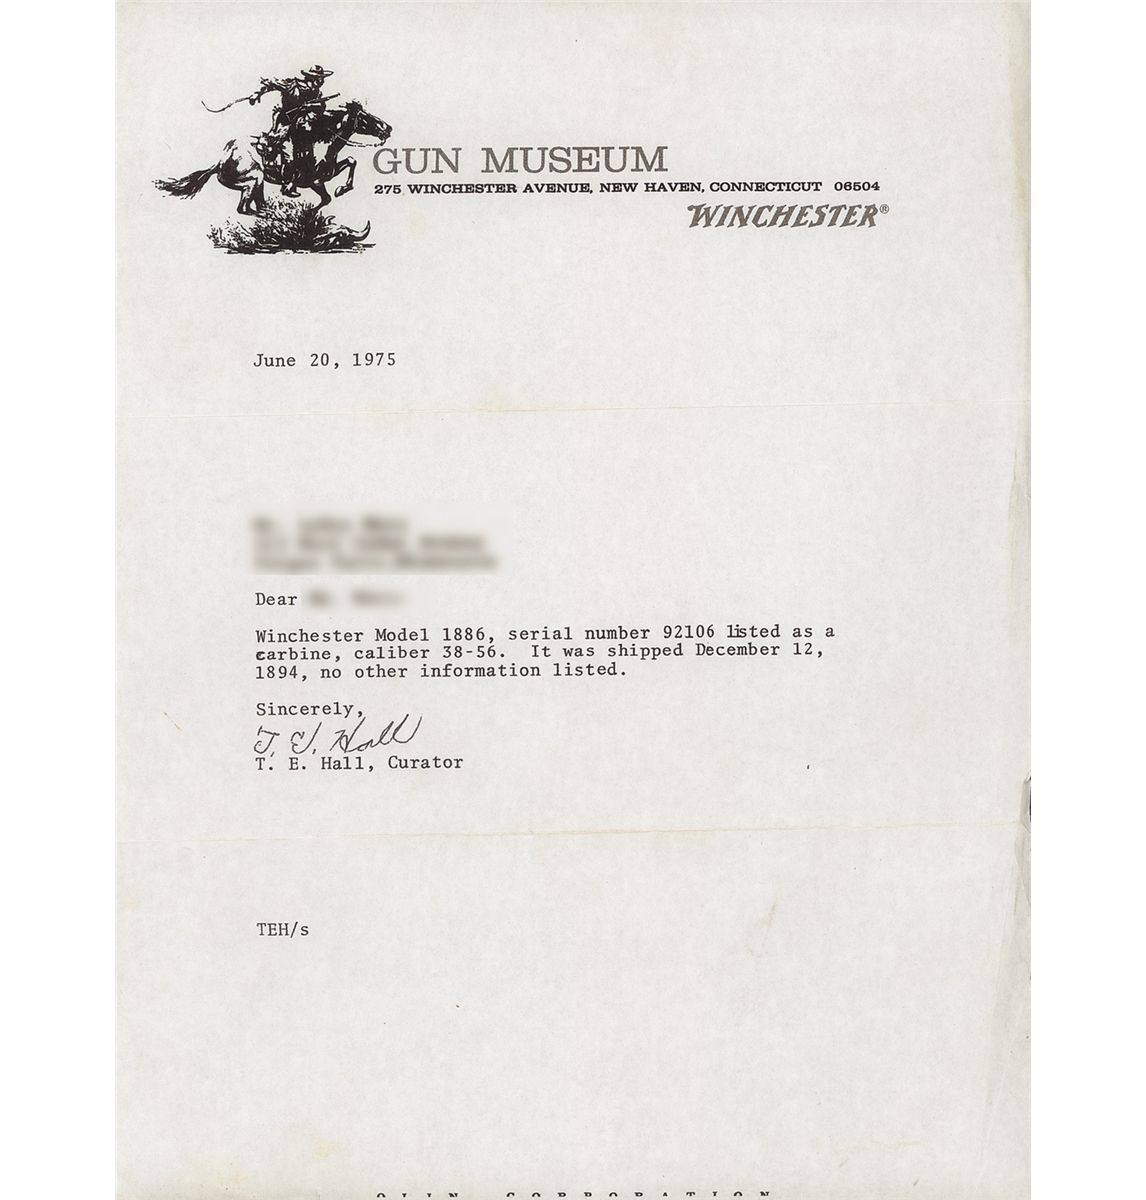 GUN MUSEUM
275 WINCHESTER AVENUE, NEW HAVEN, CONNECTICUT 06504
WINCHESTER®
June 20, 1975
Dear
Winchester Model 1886, serial number 92106 listed as a
carbine, caliber 38-56. It was shipped December 12,
1894, no other information listed.
Sincerely,
T. E. Hall
T. E. Hall, Curator
TEH/s
OLIN CORPORATION